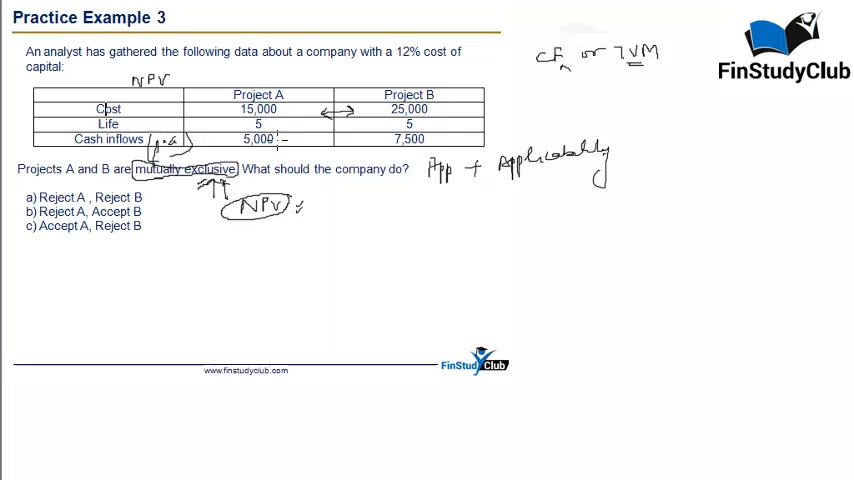 Practice Example 3
An analyst has gathered the following data about a company with a 12% cost of
capital:
NPV
Project A Project B
Cost 15,000 25,000
Life 5 5
Cash inflows (p.a) 5,000 7,500
Projects A and B are mutually exclusive. What should the company do?
NPV
a) Reject A , Reject B
b) Reject A, Accept B
c) Accept A, Reject B
CFn or TVM
App + Applicability
FinStudyClub
FinStudy Club
www.finstudyclub.com